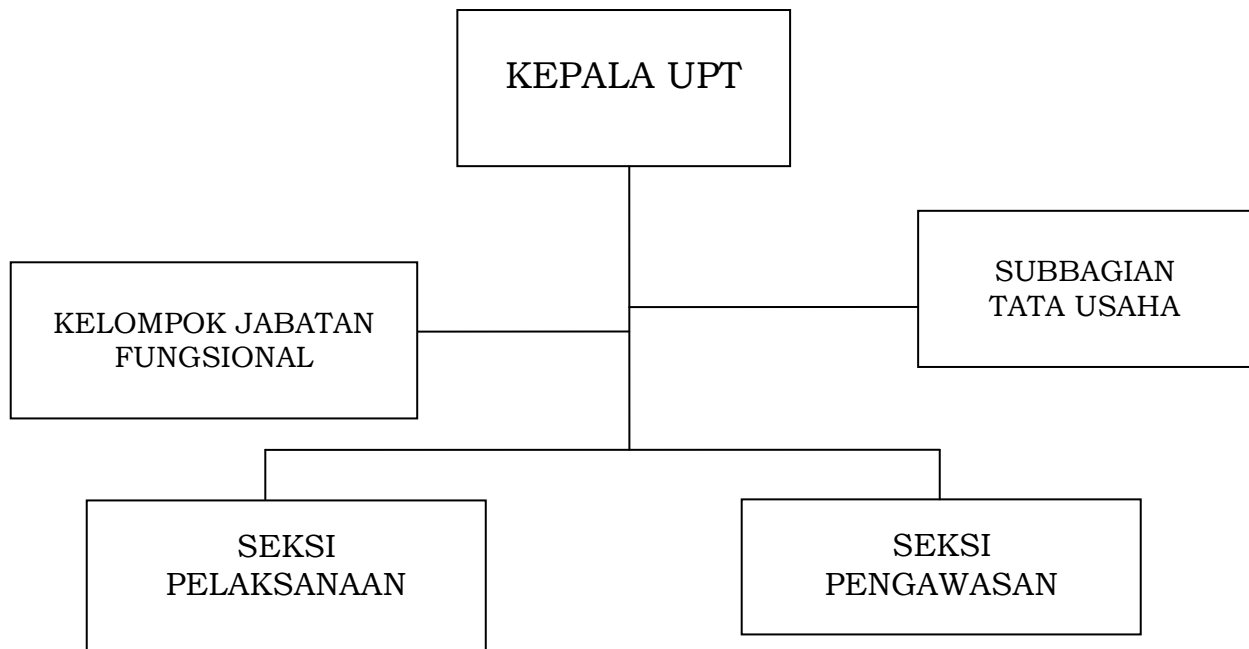 KEPALA UPT
SUBBAGIAN
TATA USAHA
KELOMPOK JABATAN
FUNGSIONAL
SEKSI
PELAKSANAAN
SEKSI
PENGAWASAN